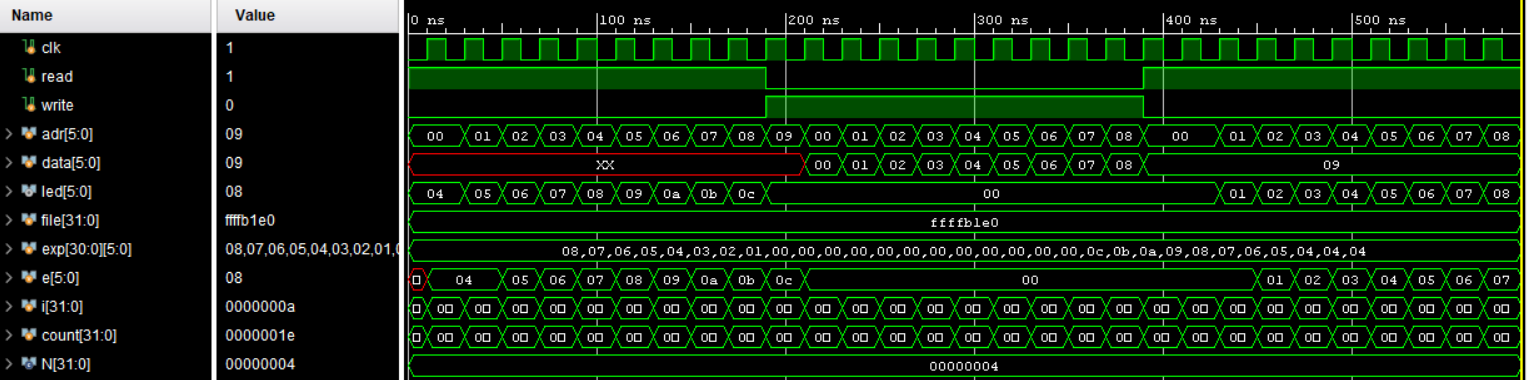 Name Value 0 ns 100 ns 200 ns 300 ns 400 ns 500 ns
clk 1
read 1
write 0
adr[5:0] 09 00 01 02 03 04 05 06 07 08 09 00 01 02 03 04 05 06 07 08 00 01 02 03 04 05 06 07 08
data[5:0] 09 XX 00 01 02 03 04 05 06 07 08 09
led[5:0] 08 04 05 06 07 08 09 0a 0b 0c 00 01 02 03 04 05 06 07 08
file[31:0] ffffb1e0 ffffb1e0
exp[30:0][5:0] 08,07,06,05,04,03,02,01,0 08,07,06,05,04,03,02,01,00,00,00,00,00,00,00,00,00,00,00,0c,0b,0a,09,08,07,06,05,04,04,04
e[5:0] 08 04 05 06 07 08 09 0a 0b 0c 00 01 02 03 04 05 06 07
i[31:0] 0000000a
count[31:0] 0000001e
N[31:0] 00000004 00000004